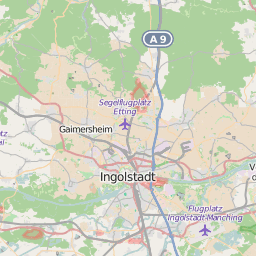 A 9
Segelflugplatz
Etting
Gaimersheim
Ingolstadt
V
d
Flugplatz
Ingolstadt-Manching